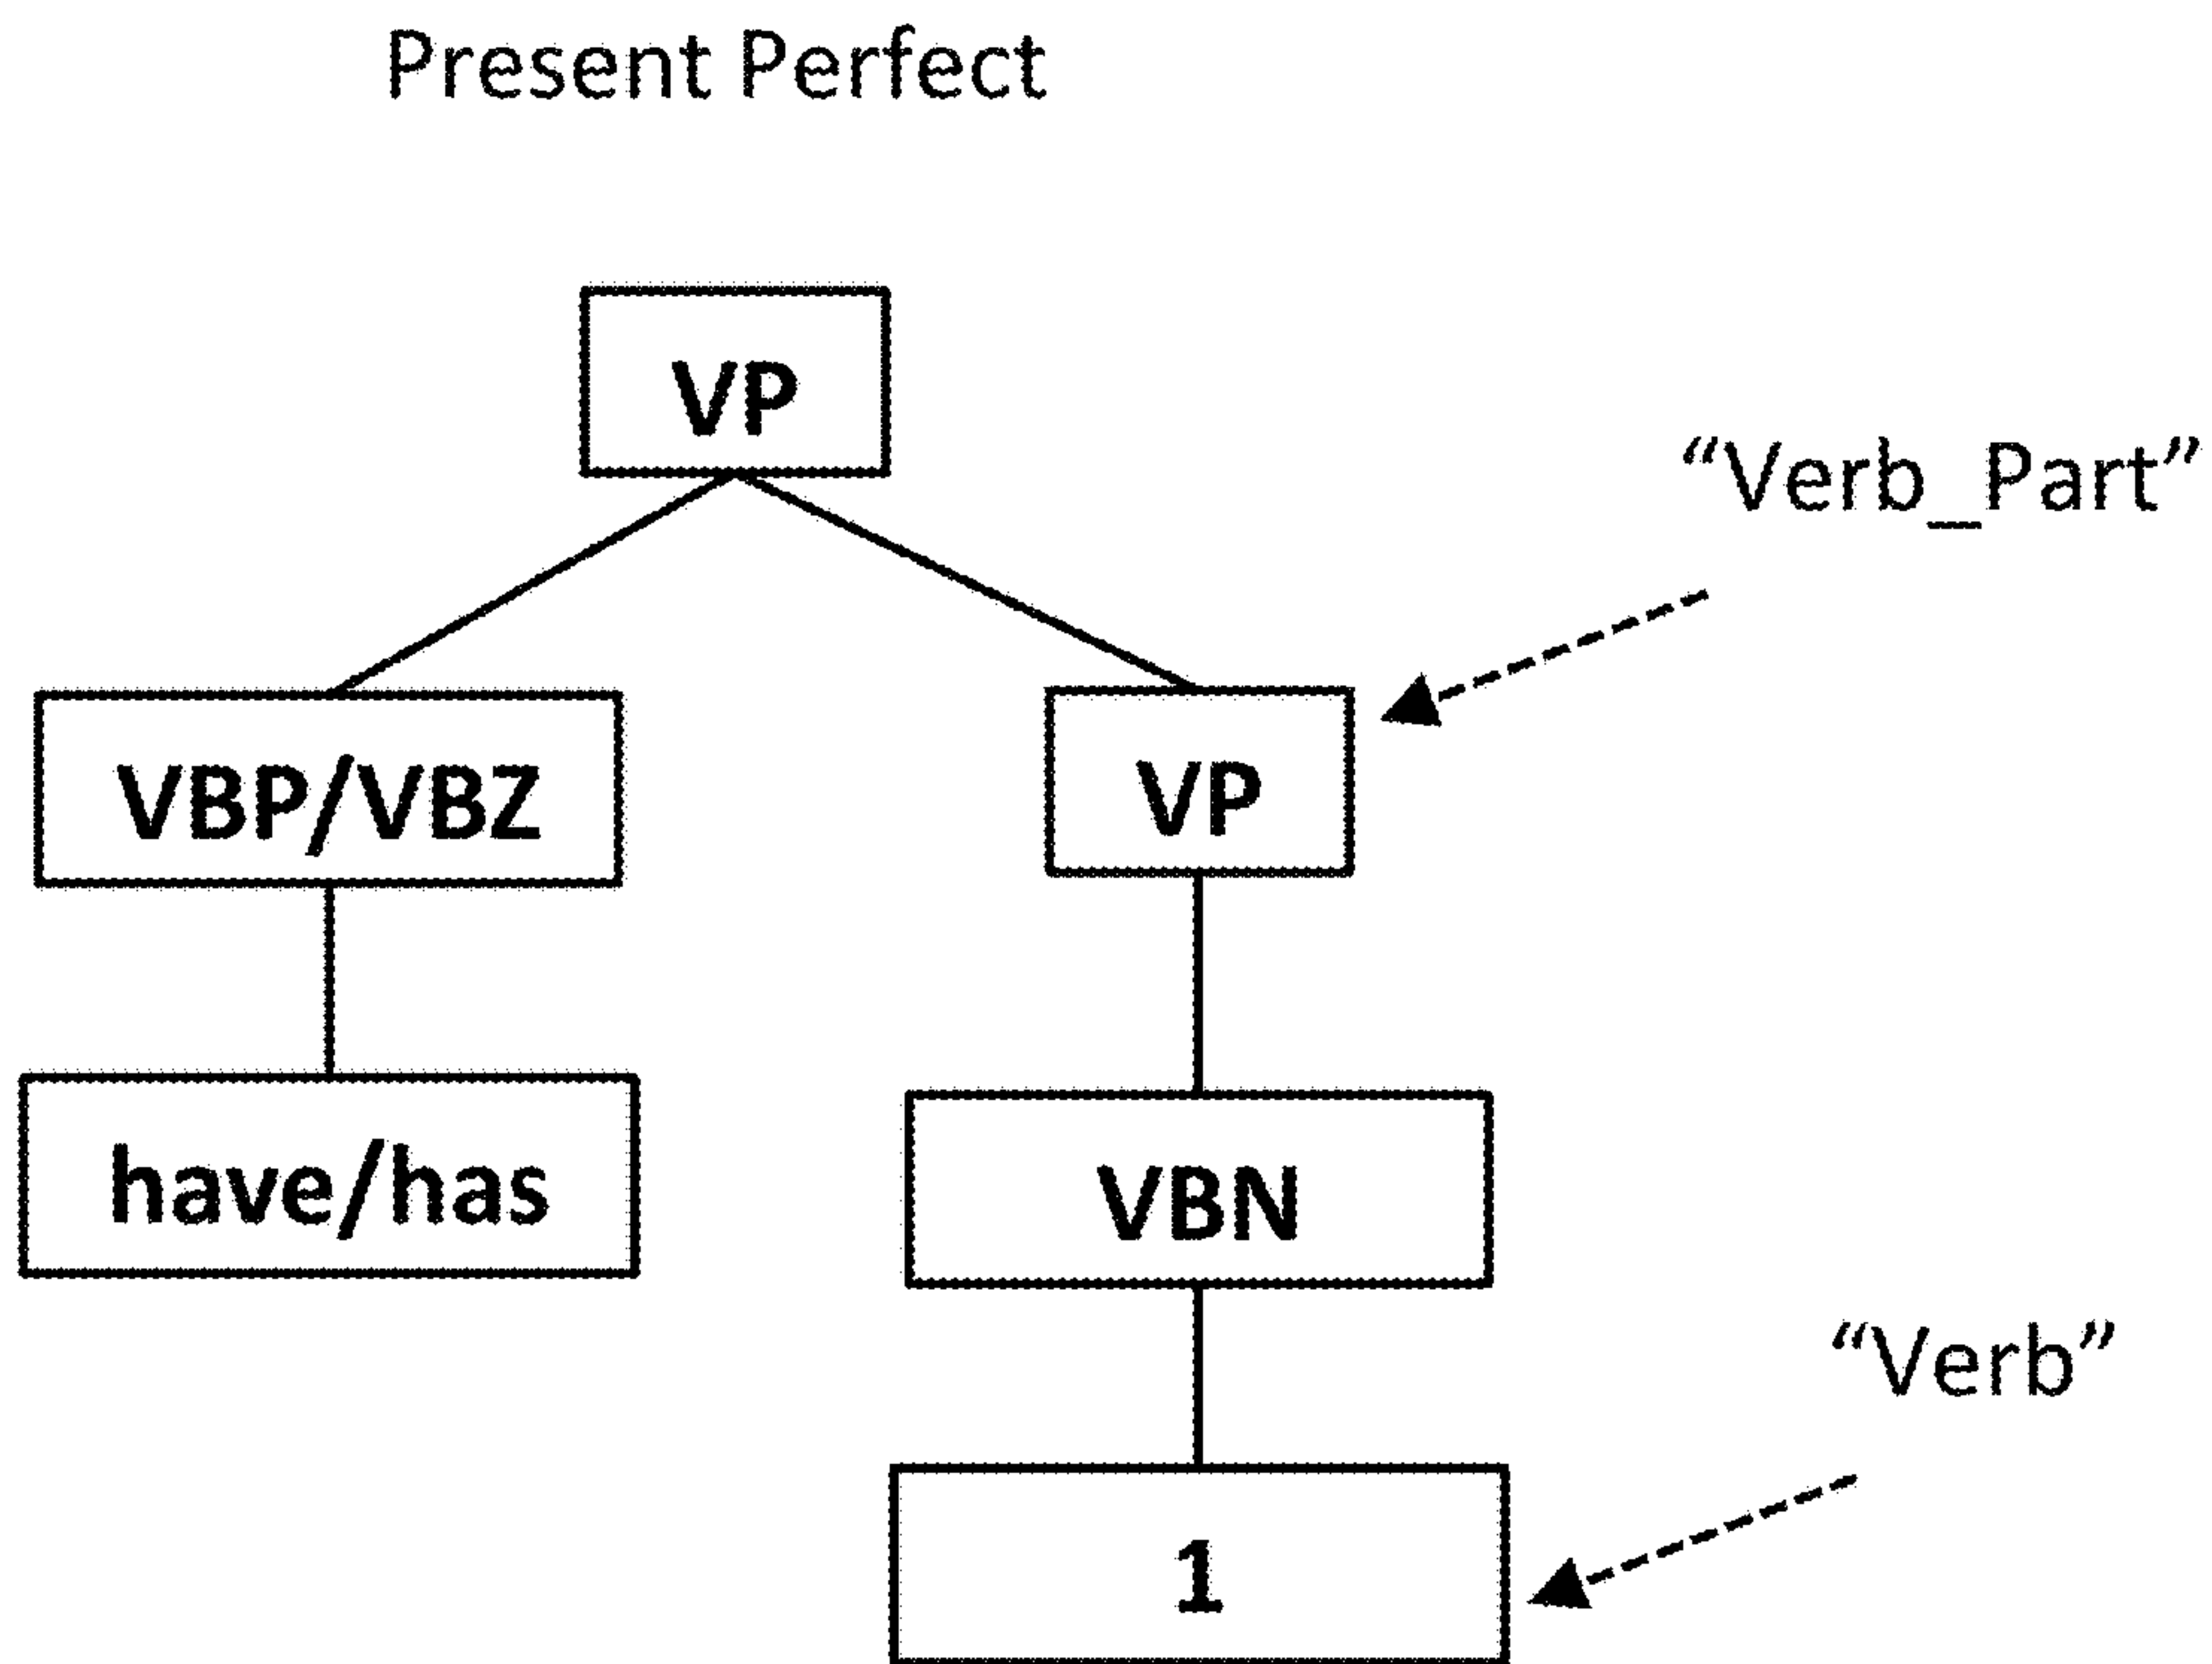 Present Perfect
VP
“Verb_Part”
VBP/VBZ
VP
have/has
VBN
“Verb”
1